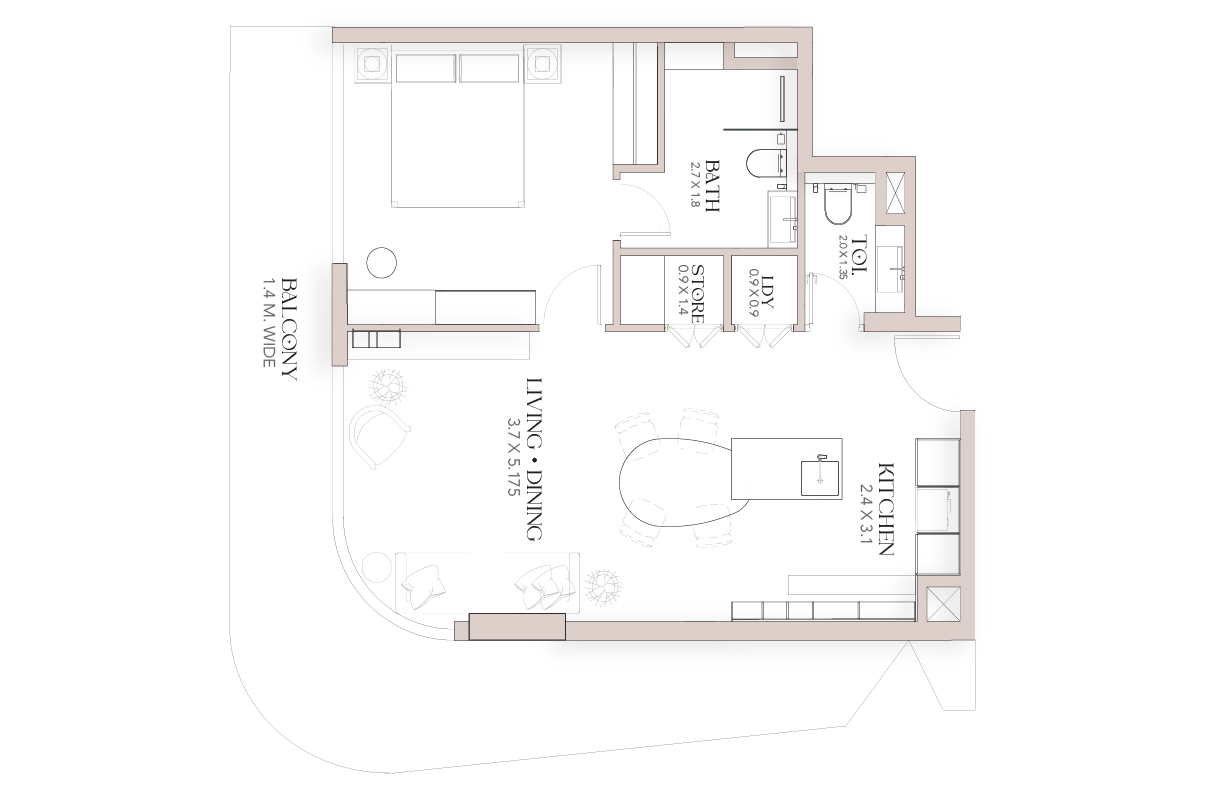 BATH
2.7 X 1.8
TOI.
2.0 X 1.35
STORE
0.9 X 1.4
LDY
0.9 X 0.9
BALCONY
1.4 M. WIDE
LIVING • DINING
3.7 X 5.175
KITCHEN
2.4 X 3.1